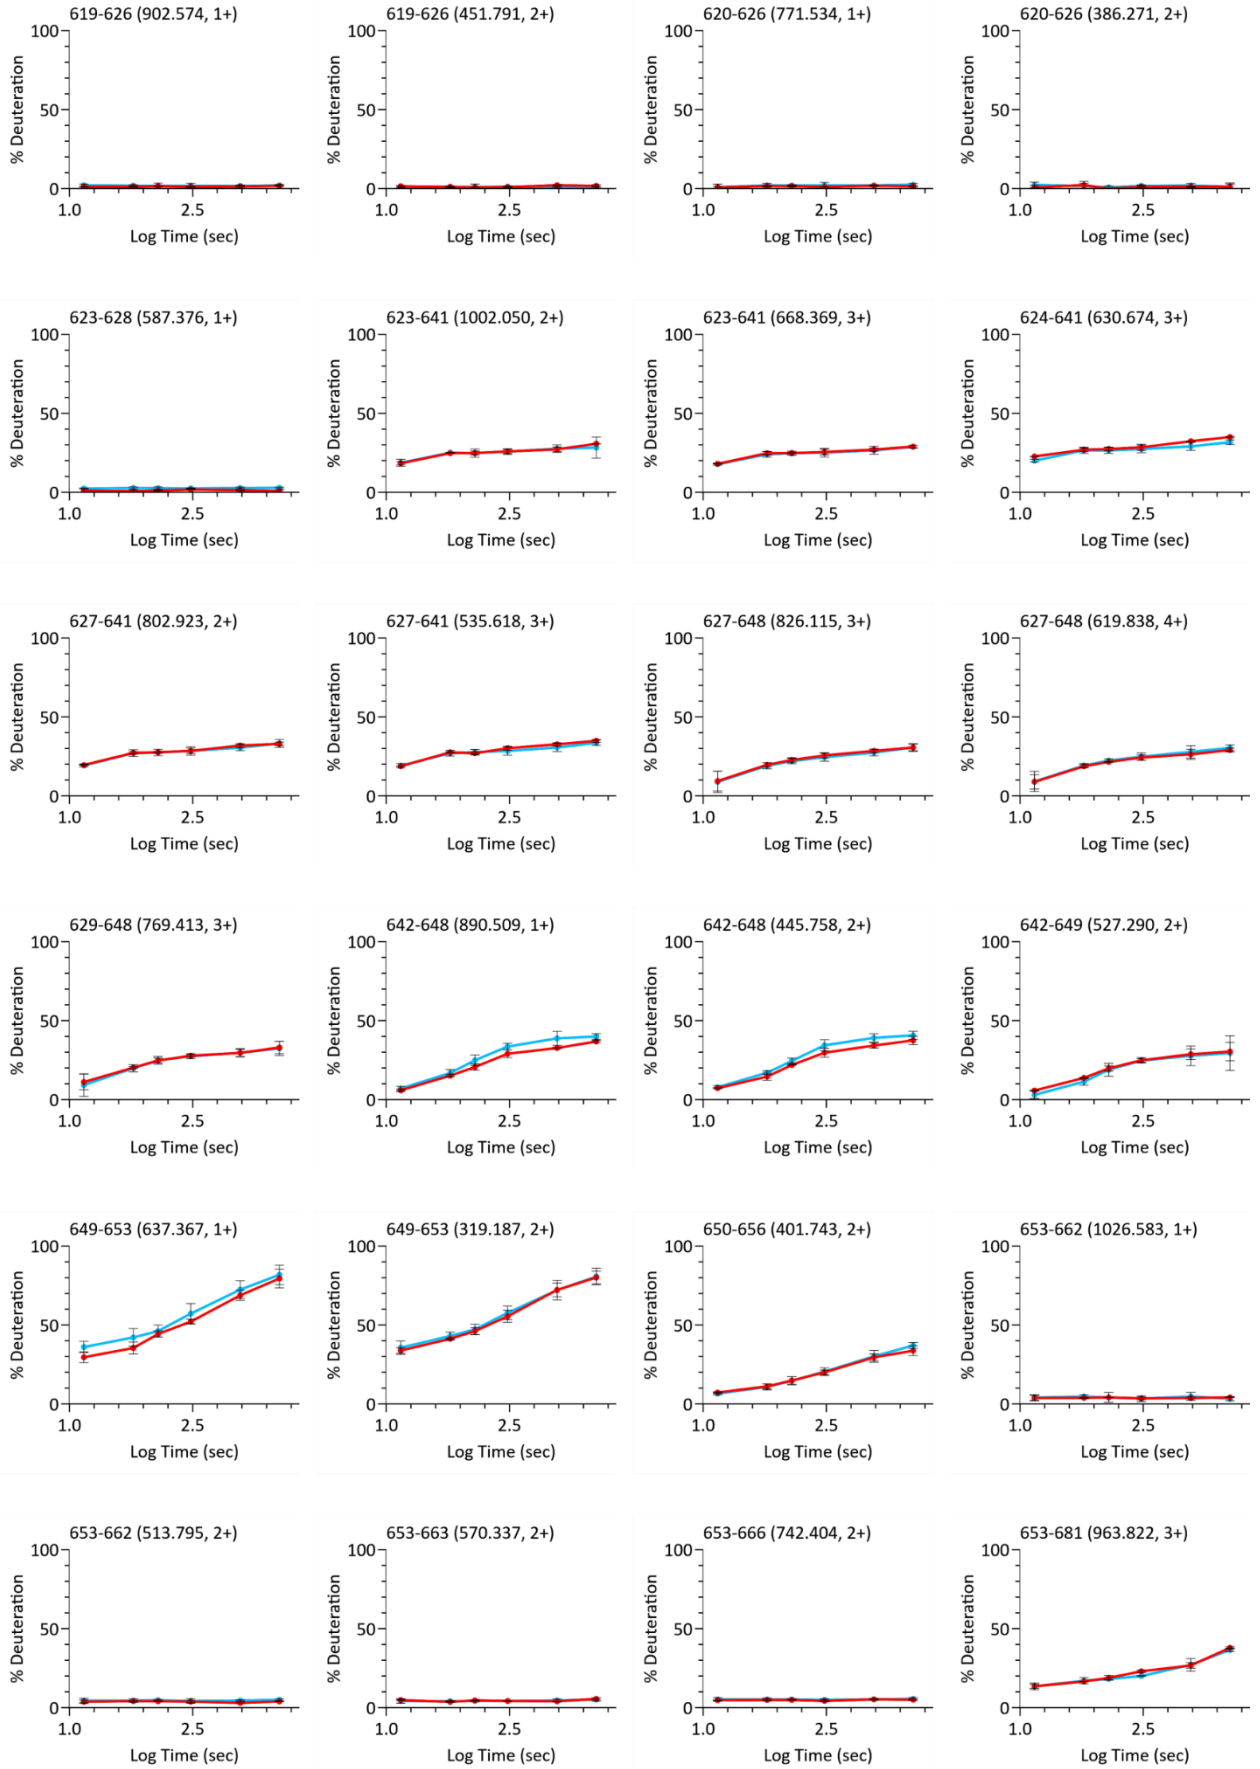 619-626 (902.574, 1+)
100
50
0
1.0
2.5
% Deuteration
Log Time (sec)
619-626 (451.791, 2+)
100
50
0
1.0
2.5
% Deuteration
Log Time (sec)
620-626 (771.534, 1+)
100
50
0
1.0
2.5
% Deuteration
Log Time (sec)
620-626 (386.271, 2+)
100
50
0
1.0
2.5
% Deuteration
Log Time (sec)
623-628 (587.376, 1+)
100
50
0
1.0
2.5
% Deuteration
Log Time (sec)
623-641 (1002.050, 2+)
100
50
0
1.0
2.5
% Deuteration
Log Time (sec)
623-641 (668.369, 3+)
100
50
0
1.0
2.5
% Deuteration
Log Time (sec)
624-641 (630.674, 3+)
100
50
0
1.0
2.5
% Deuteration
Log Time (sec)
627-641 (802.923, 2+)
100
50
0
1.0
2.5
% Deuteration
Log Time (sec)
627-641 (535.618, 3+)
100
50
0
1.0
2.5
% Deuteration
Log Time (sec)
627-648 (826.115, 3+)
100
50
0
1.0
2.5
% Deuteration
Log Time (sec)
627-648 (619.838, 4+)
100
50
0
1.0
2.5
% Deuteration
Log Time (sec)
629-648 (769.413, 3+)
100
50
0
1.0
2.5
% Deuteration
Log Time (sec)
642-648 (890.509, 1+)
100
50
0
1.0
2.5
% Deuteration
Log Time (sec)
642-648 (445.758, 2+)
100
50
0
1.0
2.5
% Deuteration
Log Time (sec)
642-649 (527.290, 2+)
100
50
0
1.0
2.5
% Deuteration
Log Time (sec)
649-653 (637.367, 1+)
100
50
0
1.0
2.5
% Deuteration
Log Time (sec)
649-653 (319.187, 2+)
100
50
0
1.0
2.5
% Deuteration
Log Time (sec)
650-656 (401.743, 2+)
100
50
0
1.0
2.5
% Deuteration
Log Time (sec)
653-662 (1026.583, 1+)
100
50
0
1.0
2.5
% Deuteration
Log Time (sec)
653-662 (513.795, 2+)
100
50
0
1.0
2.5
% Deuteration
Log Time (sec)
653-663 (570.337, 2+)
100
50
0
1.0
2.5
% Deuteration
Log Time (sec)
653-666 (742.404, 2+)
100
50
0
1.0
2.5
% Deuteration
Log Time (sec)
653-681 (963.822, 3+)
100
50
0
1.0
2.5
% Deuteration
Log Time (sec)